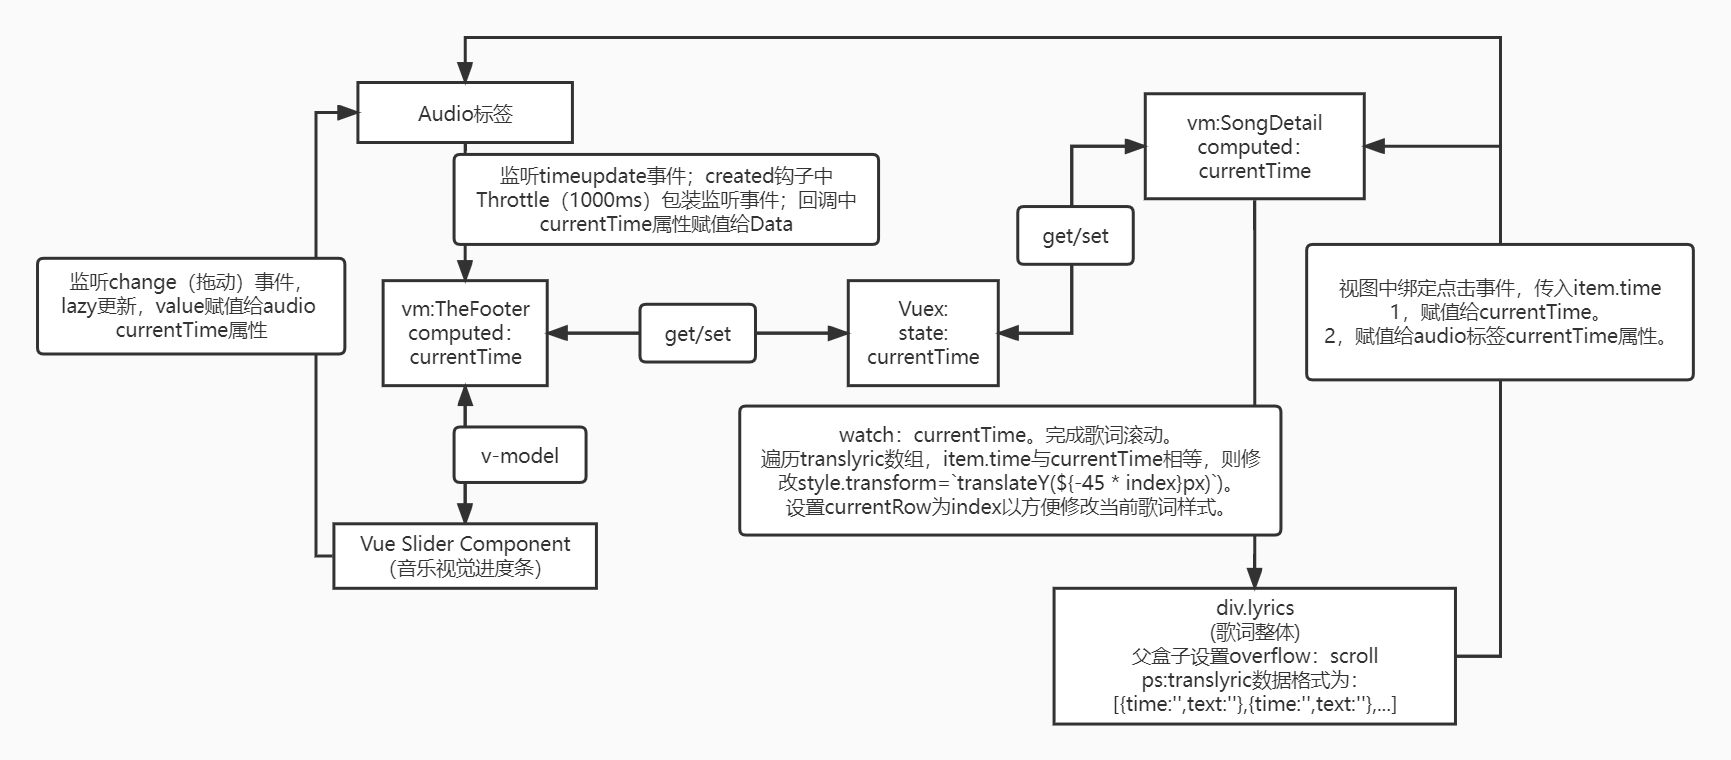 Audio标签
监听timeupdate事件；created钩子中
Throttle（1000ms）包装监听事件；回调中
currentTime属性赋值给Data
监听change（拖动）事件，
lazy更新，value赋值给audio
currentTime属性
vm:TheFooter
computed：
currentTime
get/set
Vuex:
state:
currentTime
get/set
vm:SongDetail
computed：
currentTime
视图中绑定点击事件，传入item.time
1，赋值给currentTime。
2，赋值给audio标签currentTime属性。
v-model
Vue Slider Component
（音乐视觉进度条）
watch：currentTime。完成歌词滚动。
遍历translyric数组，item.time与currentTime相等，则修
改style.transform=`translateY(${-45 * index}px)`)。
设置currentRow为index以方便修改当前歌词样式。
div.lyrics
(歌词整体)
父盒子设置overflow：scroll
ps:translyric数据格式为：
[{time:'',text:''},{time:'',text:''},...]